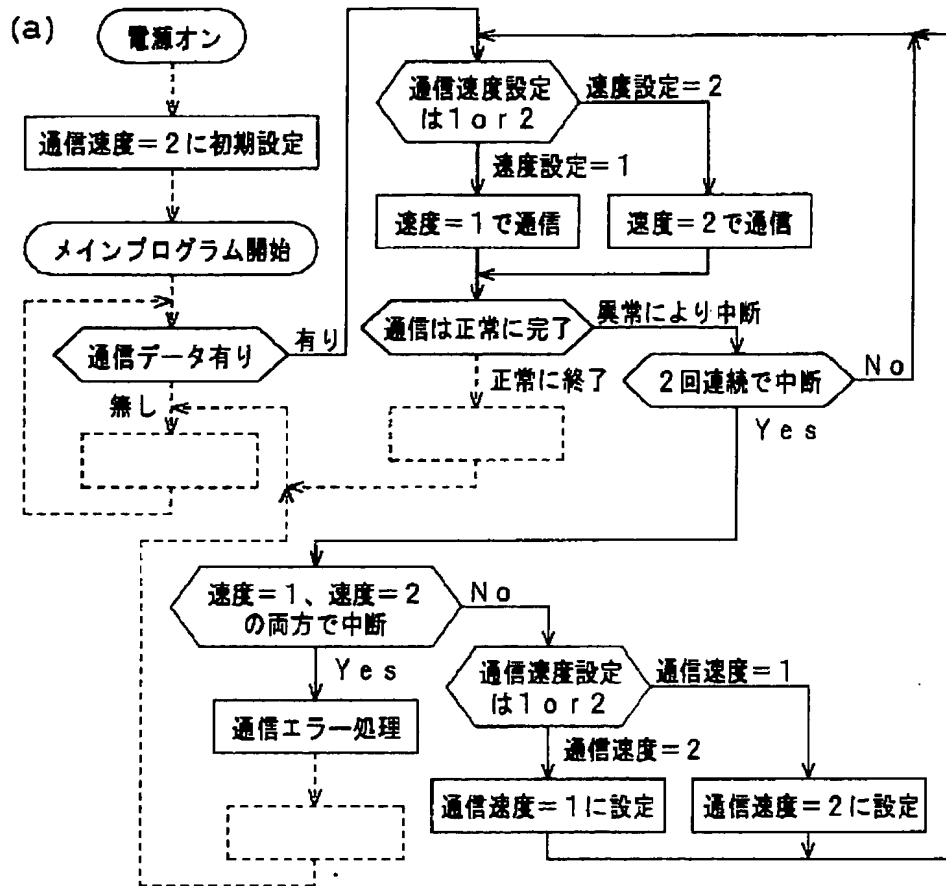 (a)
電源オン
通信速度=2に初期設定
メインプログラム開始
通信データ有り
有り
無し
通信速度設定
は1 o r 2
速度設定=2
速度設定=1
速度=1で通信
速度=2で通信
通信は正常に完了
異常により中断
正常に終了
2回連続で中断
No
Yes
速度=1、速度=2
の両方で中断
No
Yes
通信エラー処理
通信速度設定
は1 o r 2
通信速度=1
通信速度=2
通信速度=1に設定
通信速度=2に設定